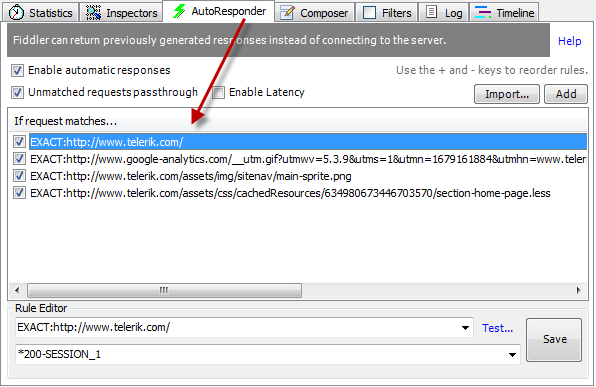 Statistics Inspectors AutoResponder Composer Filters Log Timeline
Fiddler can return previously generated responses instead of connecting to the server. Help
Enable automatic responses Use the + and - keys to reorder rules.
Unmatched requests passthrough Enable Latency Import... Add
If request matches...
EXACT:http://www.telerik.com/
EXACT:http://www.google-analytics.com/__utm.gif?utmwv=5.3.9&utms=1&utmn=1679161884&utmhn=www.teleri
EXACT:http://www.telerik.com/assets/img/sitenav/main-sprite.png
EXACT:http://www.telerik.com/assets/css/cachedResources/634980673446703570/section-home-page.less
Rule Editor
EXACT:http://www.telerik.com/ Test... Save
*200-SESSION_1